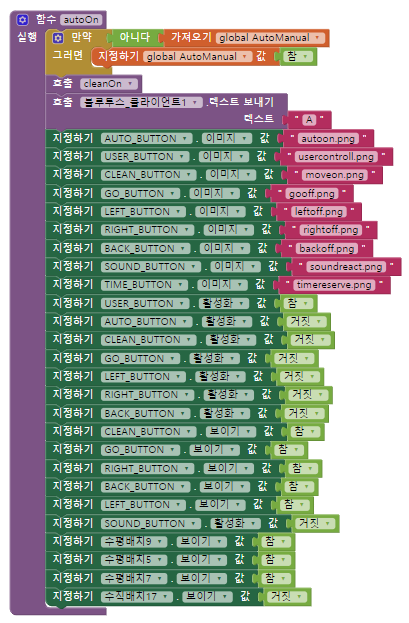 함수 autoOn
실행 만약 아니다 가져오기 global AutoManual
그러면 지정하기 global AutoManual 값 참
호출 cleanOn
호출 블루투스_클라이언트1 .텍스트 보내기
텍스트 " A "
지정하기 AUTO_BUTTON . 이미지 값 " autoon.png "
지정하기 USER_BUTTON . 이미지 값 " usercontroll.png "
지정하기 CLEAN_BUTTON . 이미지 값 " moveon.png "
지정하기 GO_BUTTON . 이미지 값 " gooff.png "
지정하기 LEFT_BUTTON . 이미지 값 " leftoff.png "
지정하기 RIGHT_BUTTON . 이미지 값 " rightoff.png "
지정하기 BACK_BUTTON . 이미지 값 " backoff.png "
지정하기 SOUND_BUTTON . 이미지 값 " soundreact.png "
지정하기 TIME_BUTTON . 이미지 값 " timereserve.png "
지정하기 USER_BUTTON . 활성화 값 참
지정하기 AUTO_BUTTON . 활성화 값 거짓
지정하기 CLEAN_BUTTON . 활성화 값 거짓
지정하기 GO_BUTTON . 활성화 값 거짓
지정하기 LEFT_BUTTON . 활성화 값 거짓
지정하기 RIGHT_BUTTON . 활성화 값 거짓
지정하기 BACK_BUTTON . 활성화 값 거짓
지정하기 CLEAN_BUTTON . 보이기 값 참
지정하기 GO_BUTTON . 보이기 값 참
지정하기 RIGHT_BUTTON . 보이기 값 참
지정하기 BACK_BUTTON . 보이기 값 참
지정하기 LEFT_BUTTON . 보이기 값 참
지정하기 SOUND_BUTTON . 활성화 값 거짓
지정하기 수평배치9 . 보이기 값 참
지정하기 수평배치5 . 보이기 값 참
지정하기 수평배치7 . 보이기 값 참
지정하기 수직배치17 . 보이기 값 거짓